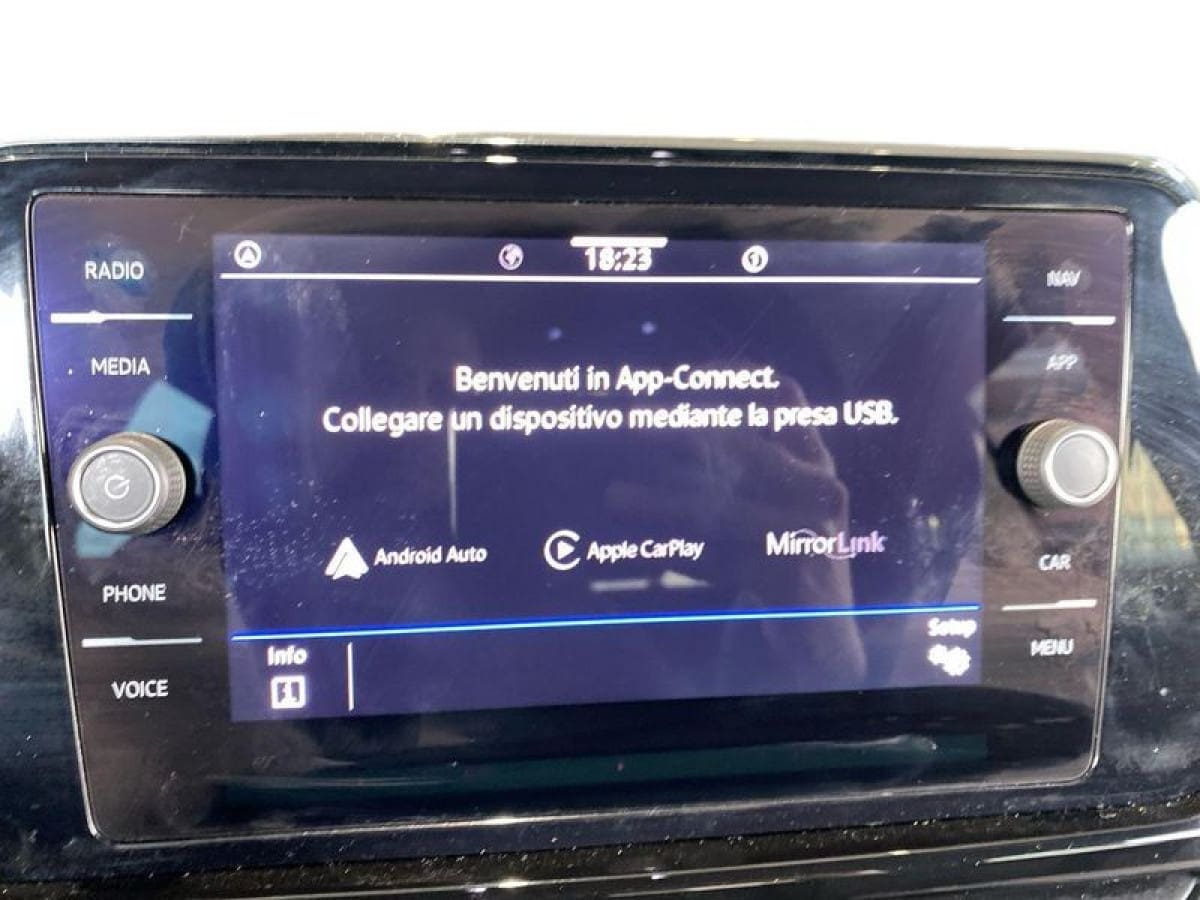 RADIO
18:23
NAV
MEDIA
APP
Benvenuti in App-Connect.
Collegare un dispositivo mediante la presa USB.
Android Auto
Apple CarPlay
MirrorLink
PHONE
CAR
Info
Setup
VOICE
MENU